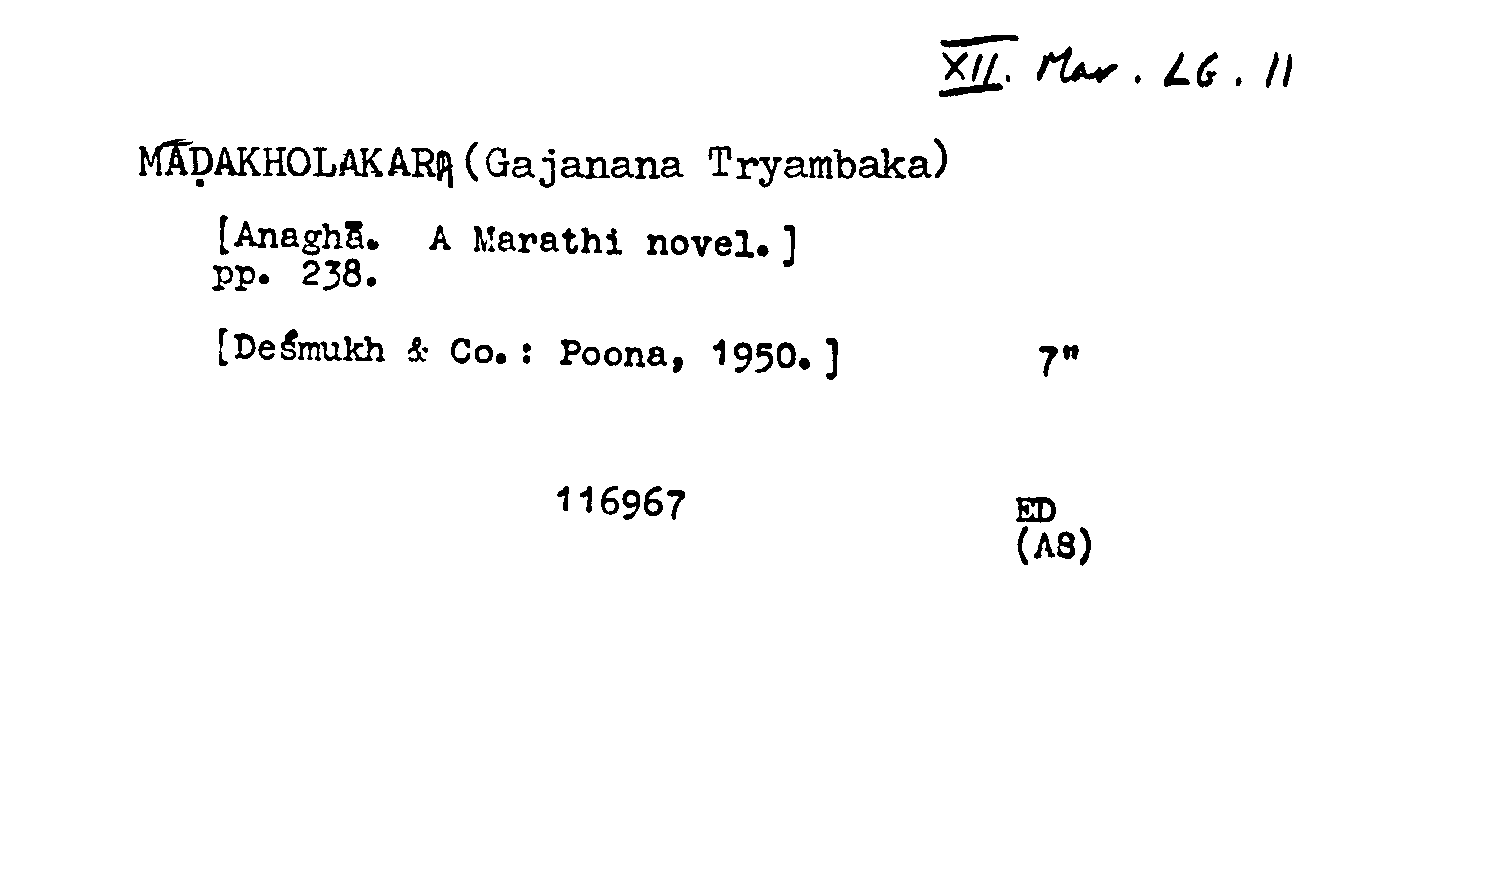 XII. Mar. LG. 11
MĀḌAKHOLAKARA (Gajanana Tryambaka)
[Anaghā. A Marathi novel.]
pp. 238.
[Deśmukh & Co.: Poona, 1950.] 7"
116967 ED
(AS)